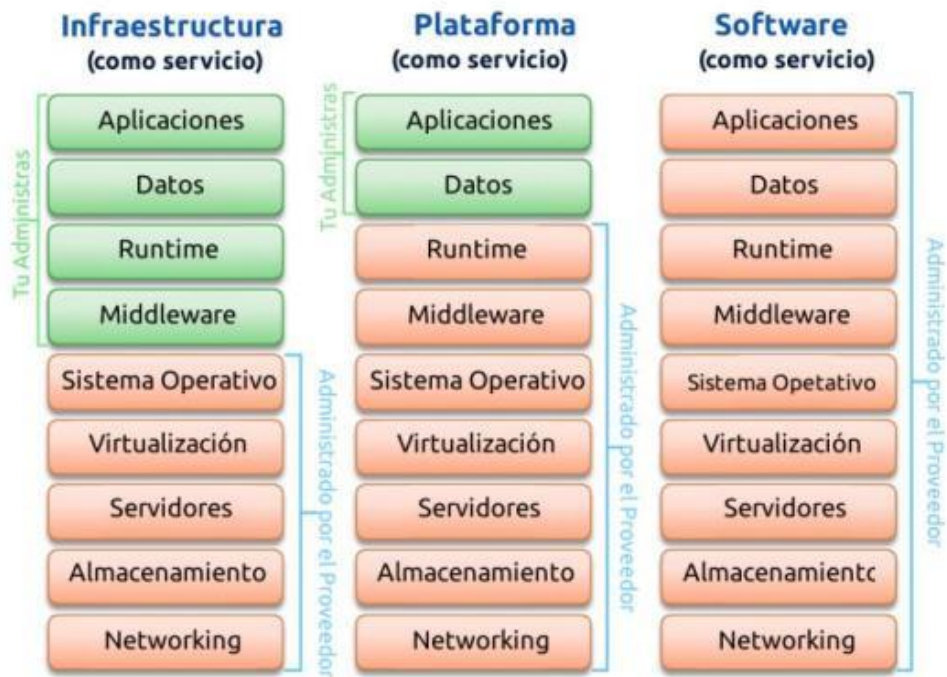 Infraestructura
(como servicio)
Tu Administras
Aplicaciones
Datos
Runtime
Middleware
Sistema Operativo
Virtualización
Servidores
Almacenamiento
Networking
Administrado por el Proveedor
Plataforma
(como servicio)
Tu Administras
Aplicaciones
Datos
Runtime
Middleware
Sistema Operativo
Virtualización
Servidores
Almacenamiento
Networking
Administrado por el Proveedor
Software
(como servicio)
Aplicaciones
Datos
Runtime
Middleware
Sistema Opetativo
Virtualización
Servidores
Almacenamientc
Networking
Administrado por el Proveedor